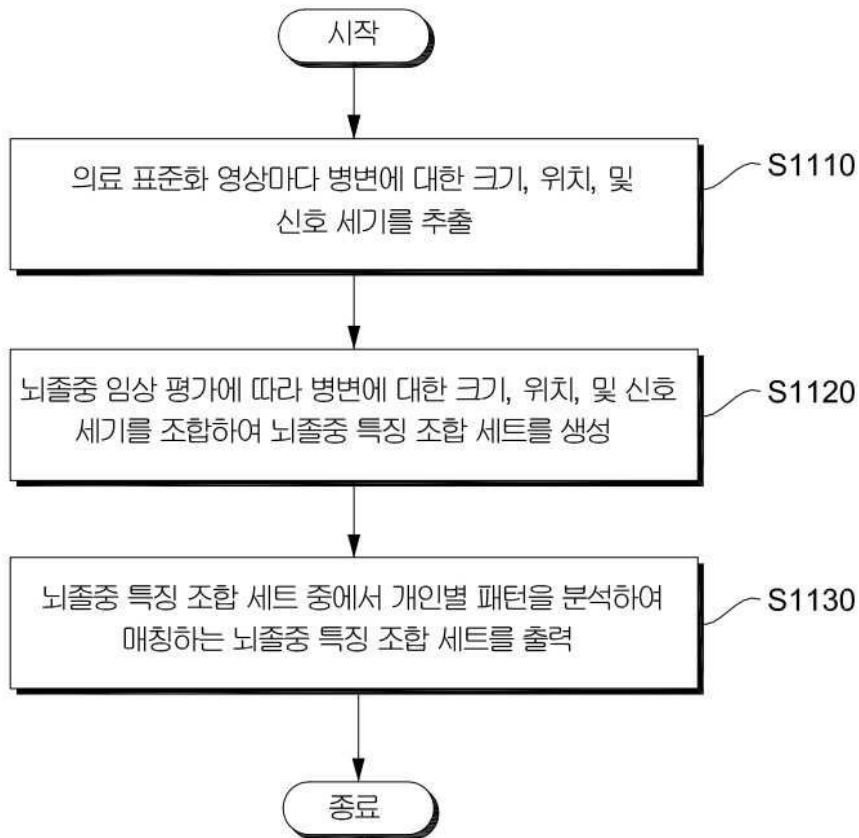 시작
의료 표준화 영상마다 병변에 대한 크기, 위치, 및
신호 세기를 추출
S1110
뇌졸중 임상 평가에 따라 병변에 대한 크기, 위치, 및 신호
세기를 조합하여 뇌졸중 특징 조합 세트를 생성
S1120
뇌졸중 특징 조합 세트 중에서 개인별 패턴을 분석하여
매칭하는 뇌졸중 특징 조합 세트를 출력
S1130
종료